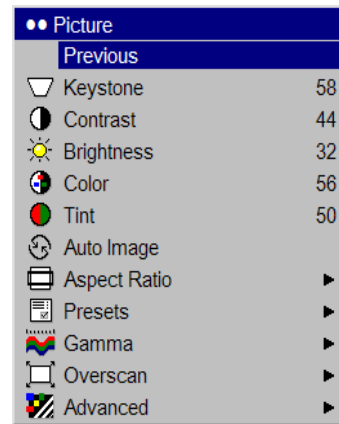 Picture
Previous
Keystone 58
Contrast 44
Brightness 32
Color 56
Tint 50
Auto Image
Aspect Ratio
Presets
Gamma
Overscan
Advanced